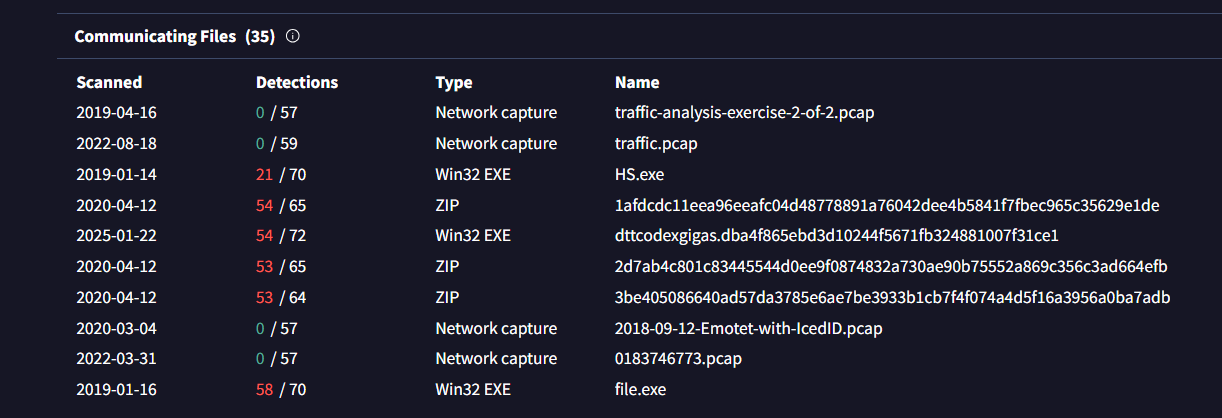 Communicating Files (35)
Scanned Detections Type Name
2019-04-16 0 / 57 Network capture traffic-analysis-exercise-2-of-2.pcap
2022-08-18 0 / 59 Network capture traffic.pcap
2019-01-14 21 / 70 Win32 EXE HS.exe
2020-04-12 54 / 65 ZIP 1afdcdc11eea96eeafc04d48778891a76042dee4b5841f7fbec965c35629e1de
2025-01-22 54 / 72 Win32 EXE dttcodexgigas.dba4f865ebd3d10244f5671fb324881007f31ce1
2020-04-12 53 / 65 ZIP 2d7ab4c801c83445544d0ee9f0874832a730ae90b75552a869c356c3ad664efb
2020-04-12 53 / 64 ZIP 3be405086640ad57da3785e6ae7be3933b1cb7f4f074a4d5f16a3956a0ba7adb
2020-03-04 0 / 57 Network capture 2018-09-12-Emotet-with-IcedID.pcap
2022-03-31 0 / 57 Network capture 0183746773.pcap
2019-01-16 58 / 70 Win32 EXE file.exe